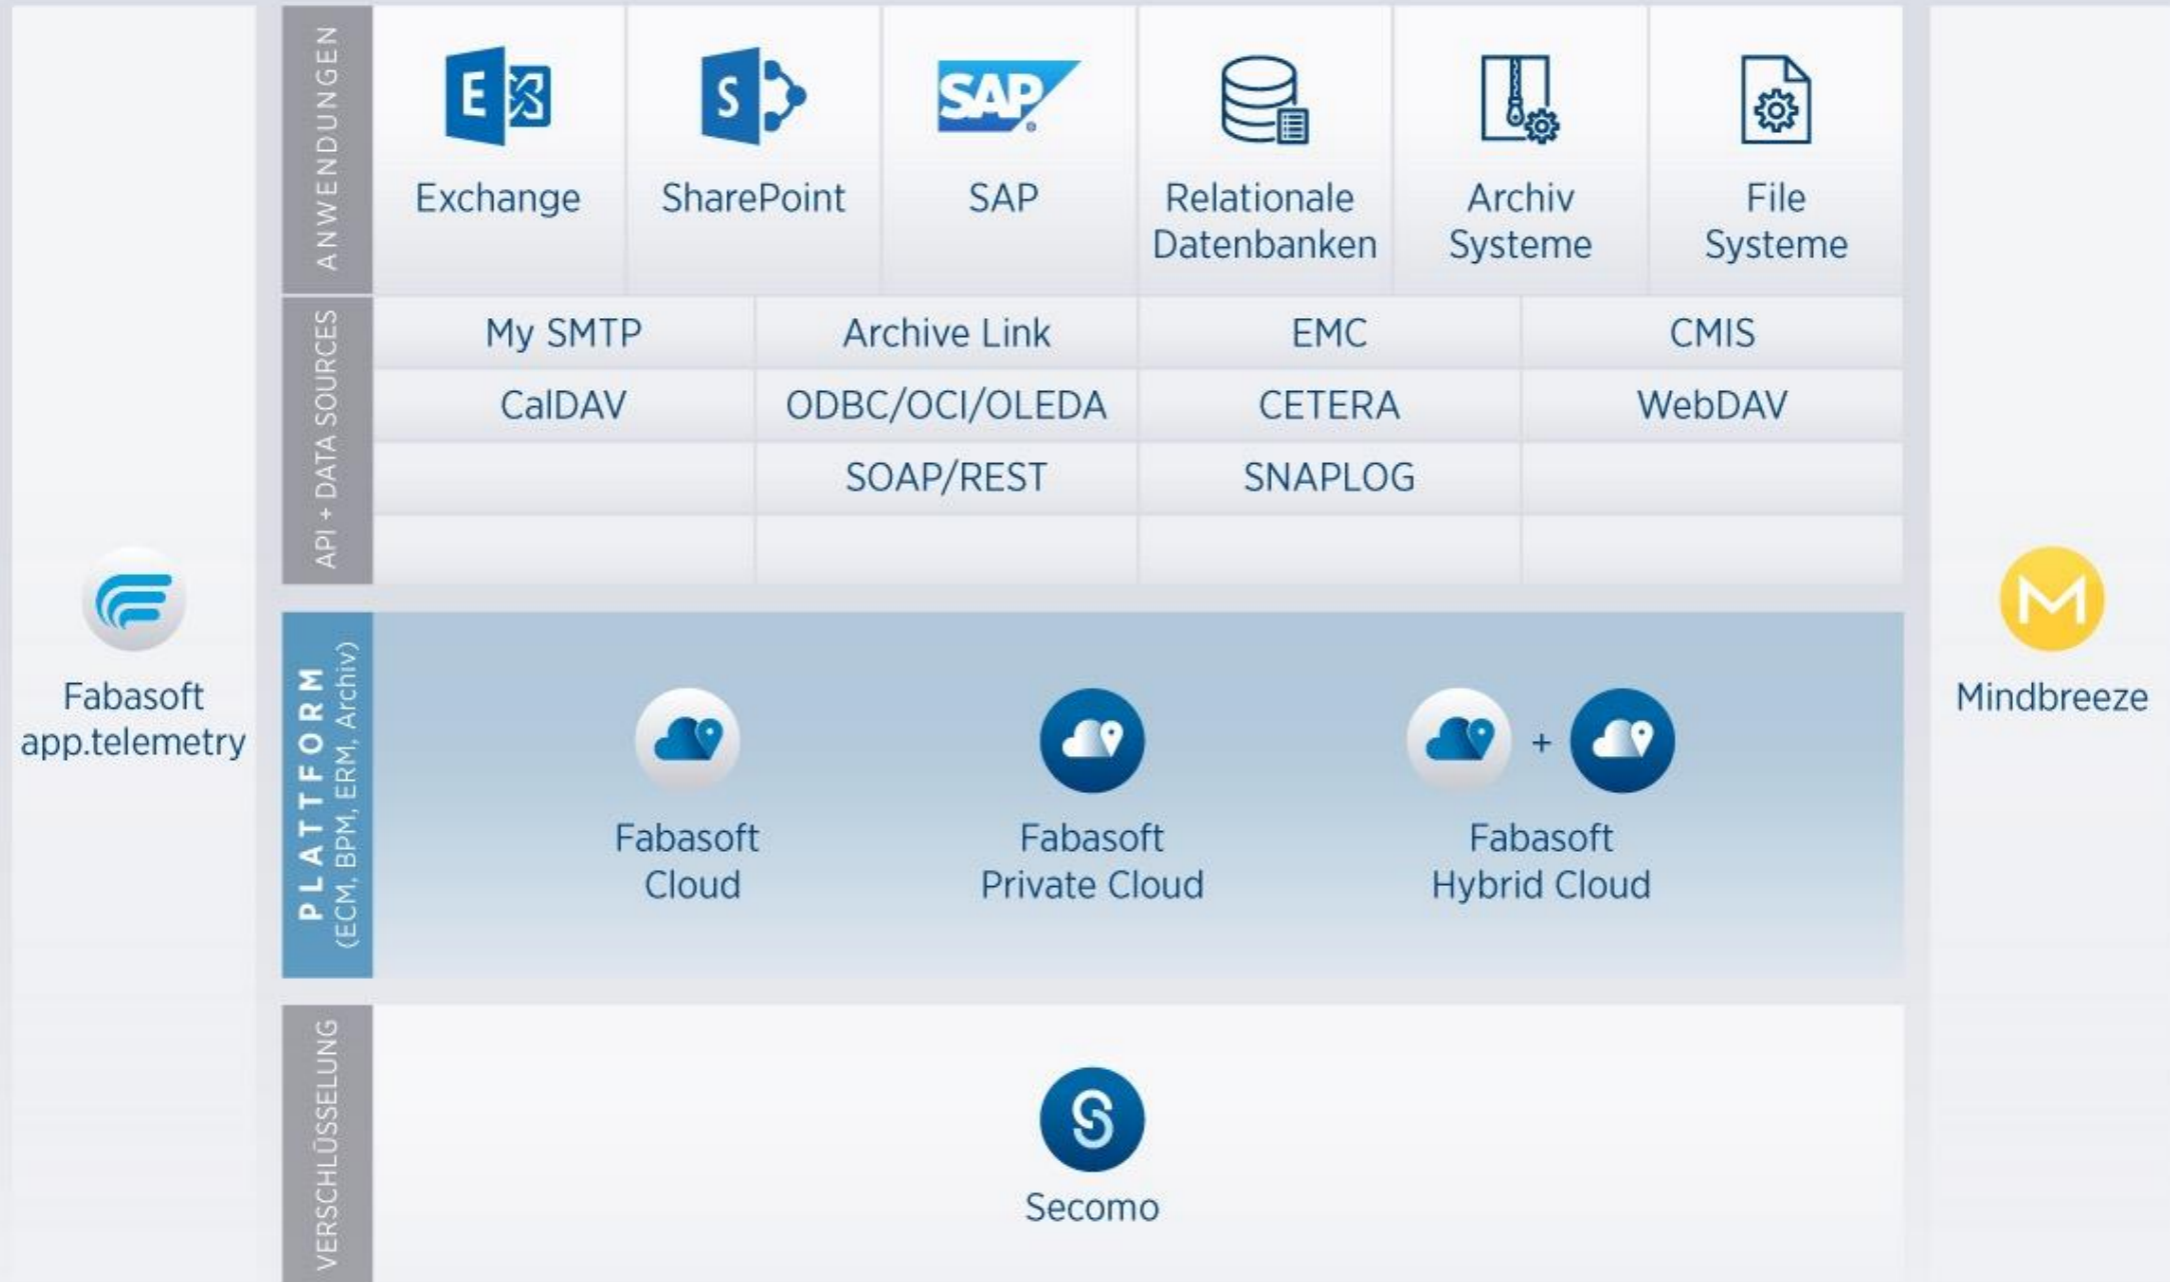 ANWENDUNGEN
Exchange
SharePoint
SAP
SAP
Relationale
Datenbanken
Archiv
Systeme
File
Systeme
API + DATA SOURCES
My SMTP
Archive Link
EMC
CMIS
CalDAV
ODBC/OCI/OLEDA
CETERA
WebDAV
SOAP/REST
SNAPLOG
Fabasoft
app.telemetry
PLATTFORM
(ECM, BPM, ERM, Archiv)
Fabasoft
Cloud
Fabasoft
Private Cloud
+
Fabasoft
Hybrid Cloud
Mindbreeze
VERSCHLÜSSELUNG
Secomo